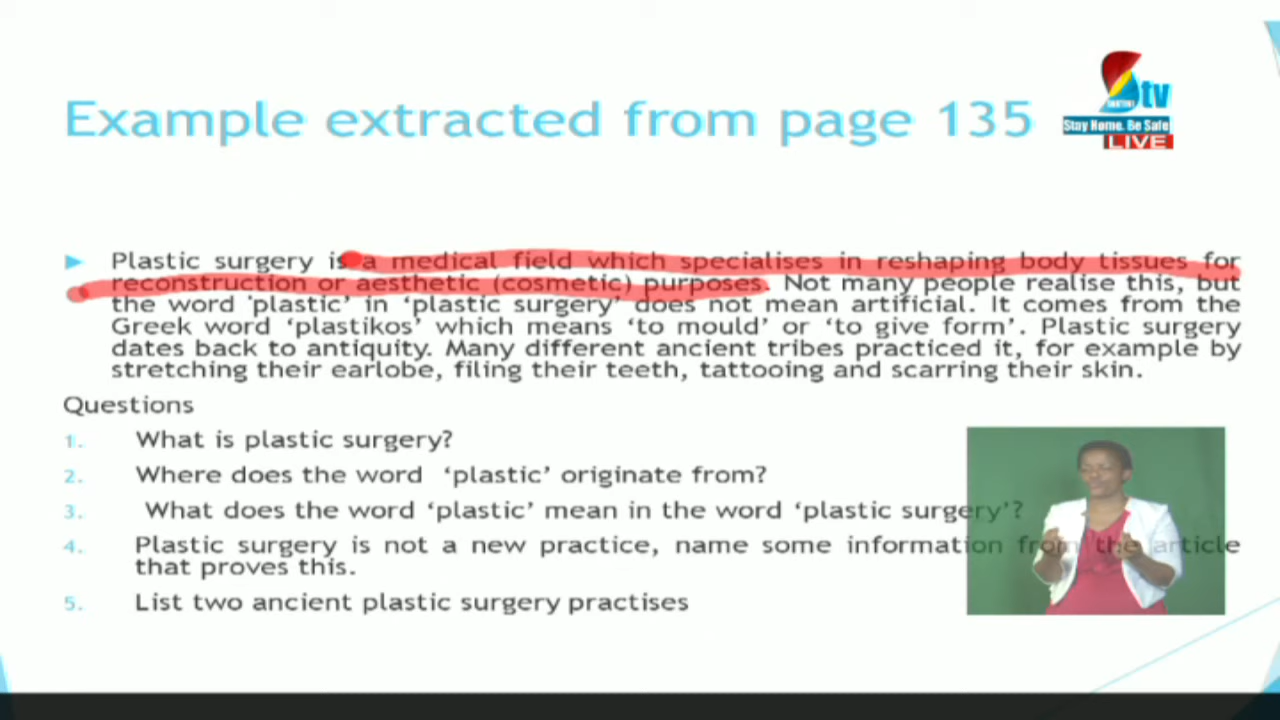 Example extracted from page 135
tv
Stay Home. Be Safe
LIVE
Plastic surgery is a medical field which specialises in reshaping body tissues for
reconstruction or aesthetic (cosmetic) purposes. Not many people realise this, but
the word 'plastic' in 'plastic surgery' does not mean artificial. It comes from the
Greek word 'plastikos' which means 'to mould' or 'to give form'. Plastic surgery
dates back to antiquity. Many different ancient tribes practiced it, for example by
stretching their earlobe, filing their teeth, tattooing and scarring their skin.
Questions
1. What is plastic surgery?
2. Where does the word 'plastic' originate from?
3. What does the word 'plastic' mean in the word 'plastic surgery'?
4. Plastic surgery is not a new practice, name some information from the article
that proves this.
5. List two ancient plastic surgery practises